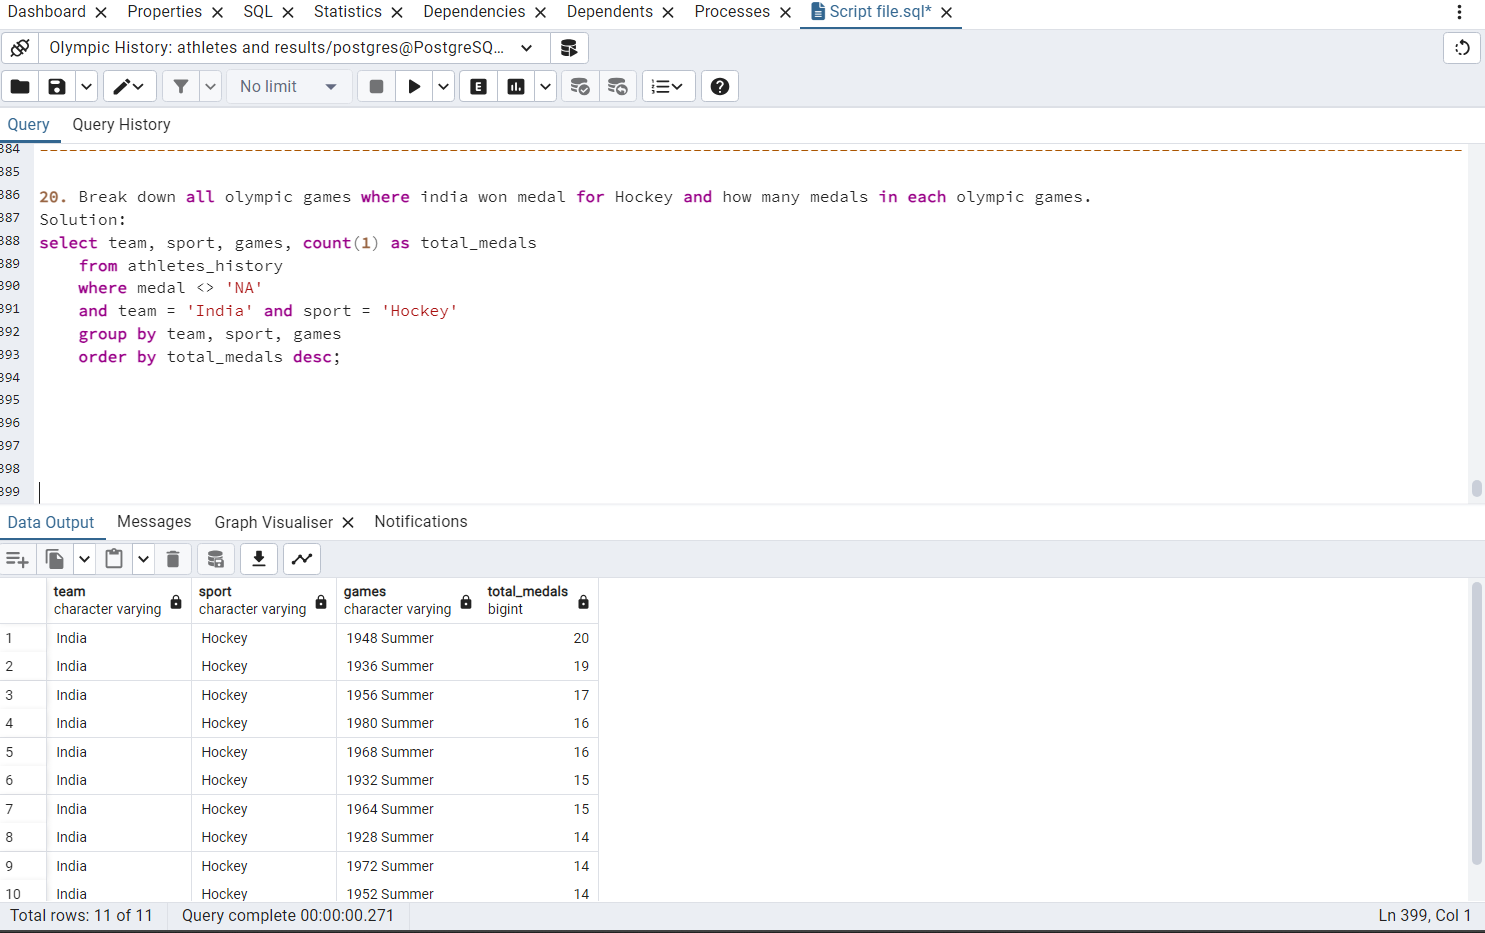 Dashboard Properties SQL Statistics Dependencies Dependents Processes Script file.sql*
Olympic History: athletes and results/postgres@PostgreSQ...
No limit
E
Query Query History
384
385
386 20. Break down all olympic games where india won medal for Hockey and how many medals in each olympic games.
387 Solution:
388 select team, sport, games, count(1) as total_medals
389 from athletes_history
390 where medal <> 'NA'
391 and team = 'India' and sport = 'Hockey'
392 group by team, sport, games
393 order by total_medals desc;
394
395
396
397
398
399
Data Output Messages Graph Visualiser Notifications
team sport games total_medals
character varying character varying character varying bigint
1 India Hockey 1948 Summer 20
2 India Hockey 1936 Summer 19
3 India Hockey 1956 Summer 17
4 India Hockey 1980 Summer 16
5 India Hockey 1968 Summer 16
6 India Hockey 1932 Summer 15
7 India Hockey 1964 Summer 15
8 India Hockey 1928 Summer 14
9 India Hockey 1972 Summer 14
10 India Hockey 1952 Summer 14
Total rows: 11 of 11 Query complete 00:00:00.271 Ln 399, Col 1